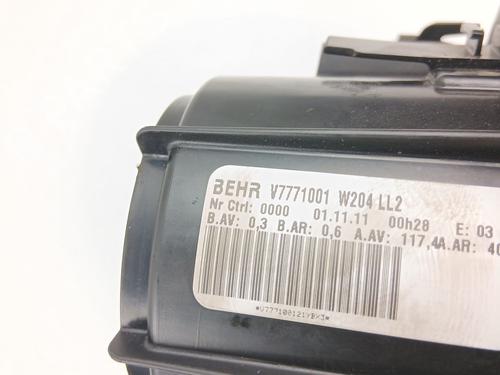 BEHR V7771001 W204 LL2
Nr Ctrl: 0000 01.11.11 00h28 E: 03
B.AV: 0,3 B.AR: 0,6 A.AV: 117,4A.AR: 40